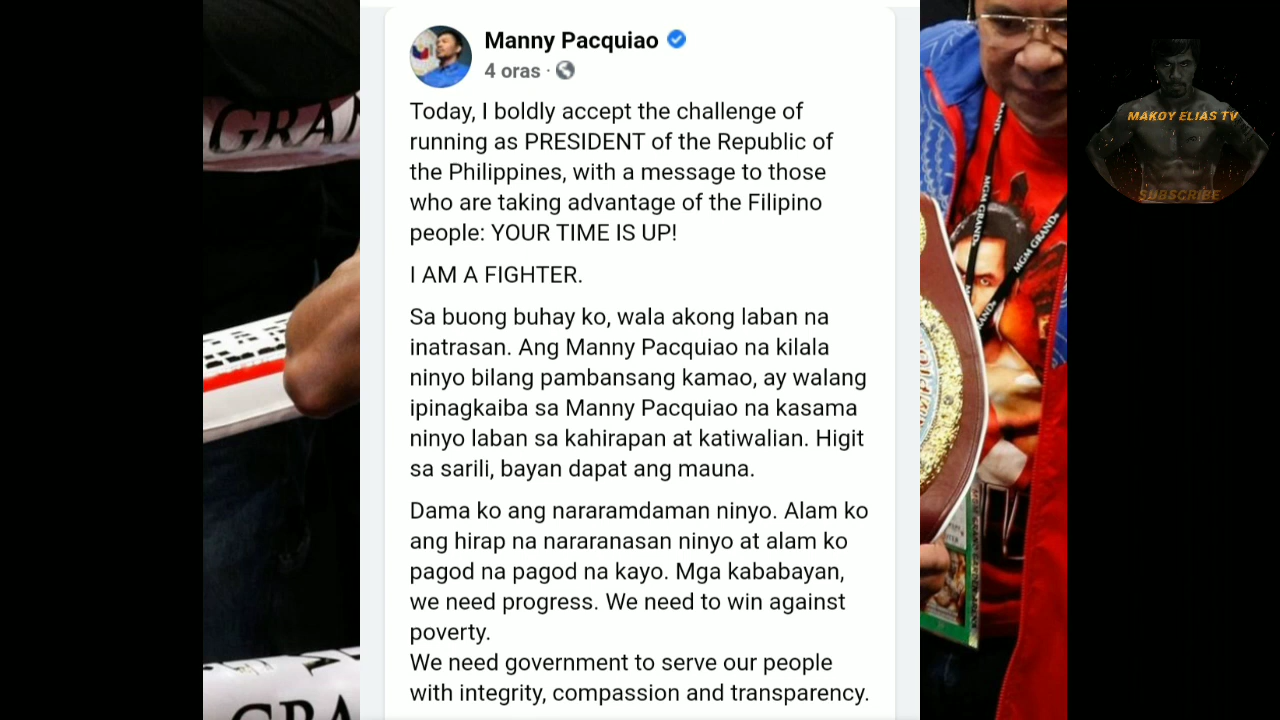 Manny Pacquiao
4 oras ·
Today, I boldly accept the challenge of
running as PRESIDENT of the Republic of
the Philippines, with a message to those
who are taking advantage of the Filipino
people: YOUR TIME IS UP!
I AM A FIGHTER.
Sa buong buhay ko, wala akong laban na
inatrasan. Ang Manny Pacquiao na kilala
ninyo bilang pambansang kamao, ay walang
ipinagkaiba sa Manny Pacquiao na kasama
ninyo laban sa kahirapan at katiwalian. Higit
sa sarili, bayan dapat ang mauna.
Dama ko ang nararamdaman ninyo. Alam ko
ang hirap na nararanasan ninyo at alam ko
pagod na pagod na kayo. Mga kababayan,
we need progress. We need to win against
poverty.
We need government to serve our people
with integrity, compassion and transparency.
MAKOY ELIAS TV
SUBSCRIBE
GRAN
MGM GRAND
MGM GRAND
GRA